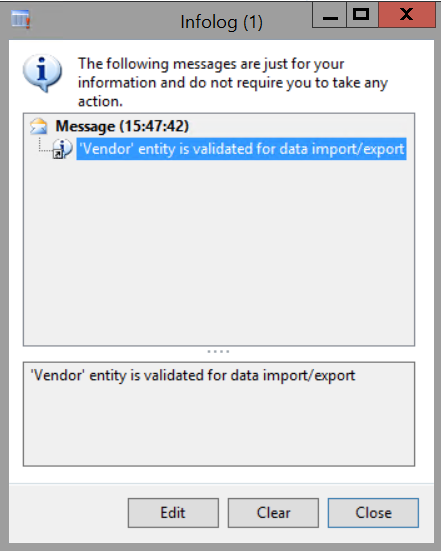 Infolog (1)
The following messages are just for your
information and do not require you to take any
action.
Message (15:47:42)
'Vendor' entity is validated for data import/export
'Vendor' entity is validated for data import/export
Edit
Clear
Close